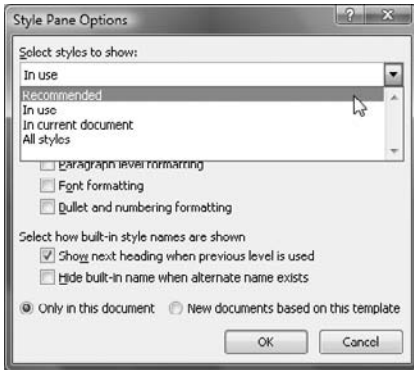 Style Pane Options
Select styles to show:
In use
Recommended
In use
In current document
All styles
Paragraph level formatting
Font formatting
Bullet and numbering formatting
Select how built-in style names are shown
Show next heading when previous level is used
Hide built-in name when alternate name exists
Only in this document New documents based on this template
OK Cancel